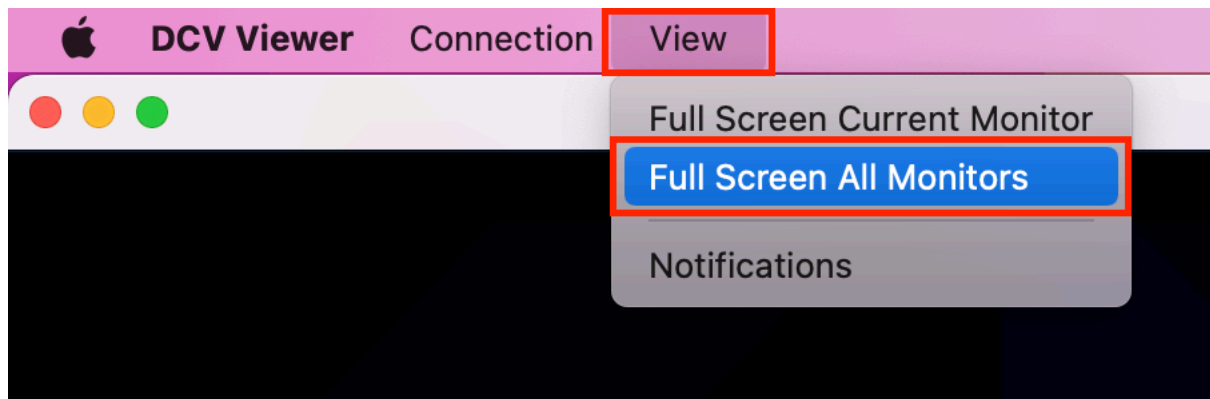 DCV Viewer Connection View
Full Screen Current Monitor
Full Screen All Monitors
Notifications